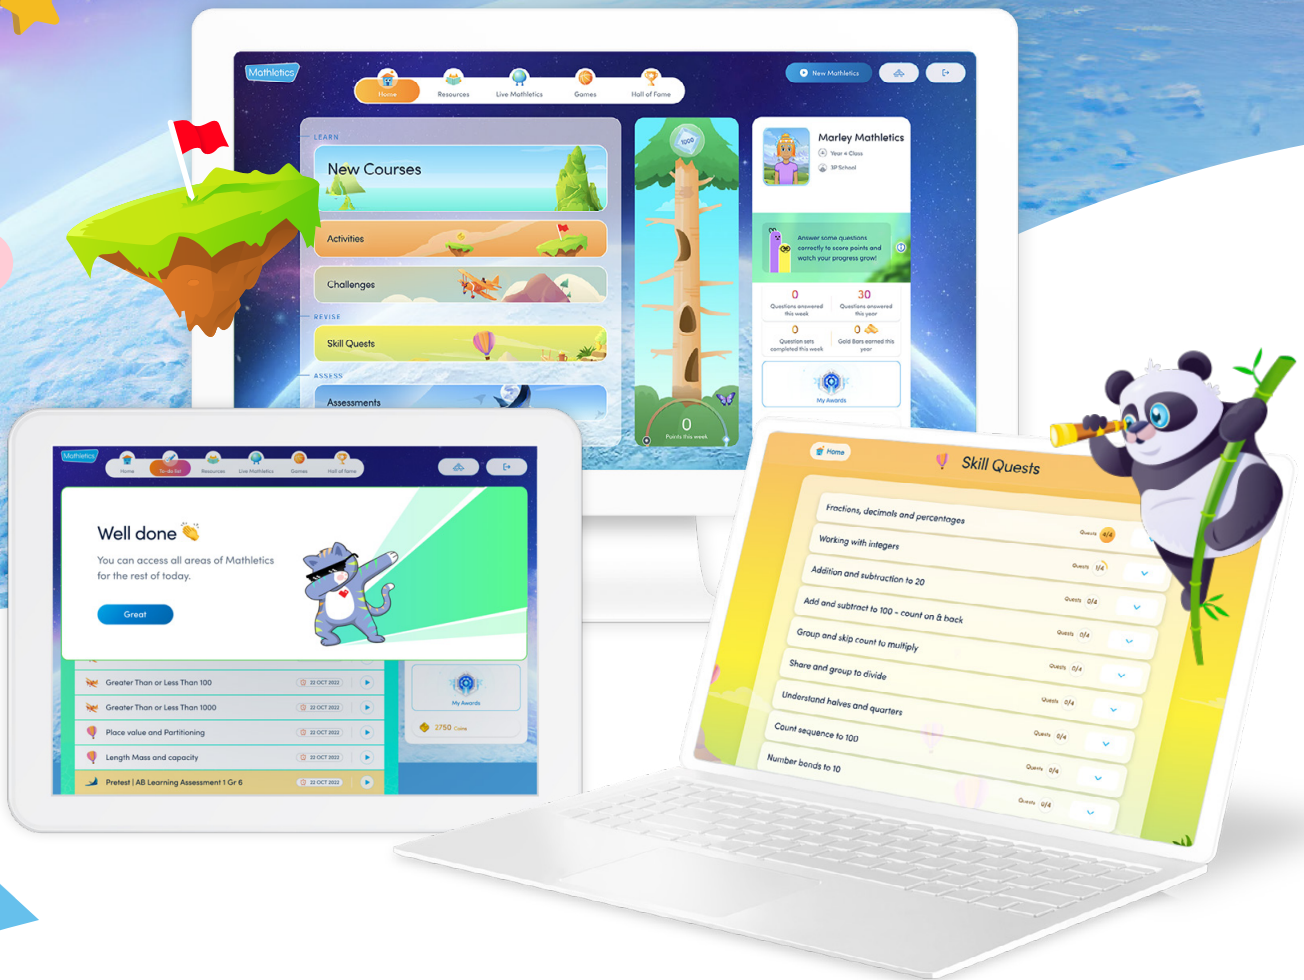 Mathletics
New Mathletics
Home
Resources
Live Mathletics
Games
Hall of Fame
LEARN
New Courses
Activities
Challenges
REVISE
Skill Quests
ASSESS
Assessments
1000
0
Points this week
Marley Mathletics
Year = Class
3P School
Answer some questions
correctly to score points and
watch your progress grow!
0
Questions answered
this week
30
Questions answered
this year
0
Question sets
completed this week
0
Gold Bars earned this
year
My Awards
Mathletics
Home
To-do list
Resources
Live Mathletics
Games
Hall of fame
Well done
You can access all areas of Mathletics
for the rest of today.
Great
Greater Than or Less Than 100
22 OCT 2022
Greater Than or Less Than 1000
22 OCT 2022
Place value and Partitioning
22 OCT 2022
Length Mass and capacity
22 OCT 2022
Pretest | AB Learning Assessment 1 Gr 6
22 OCT 2022
My Awards
2750 Coins
Home
Skill Quests
Fractions, decimals and percentages
Quests 4/4
Working with integers
Quests 1/4
Addition and subtraction to 20
Quests 0/4
Add and subtract to 100 - count on & back
Quests 0/4
Group and skip count to multiply
Quests 0/4
Share and group to divide
Quests 0/4
Understand halves and quarters
Quests 0/4
Count sequence to 100
Quests 0/4
Number bonds to 10
Quests 0/4